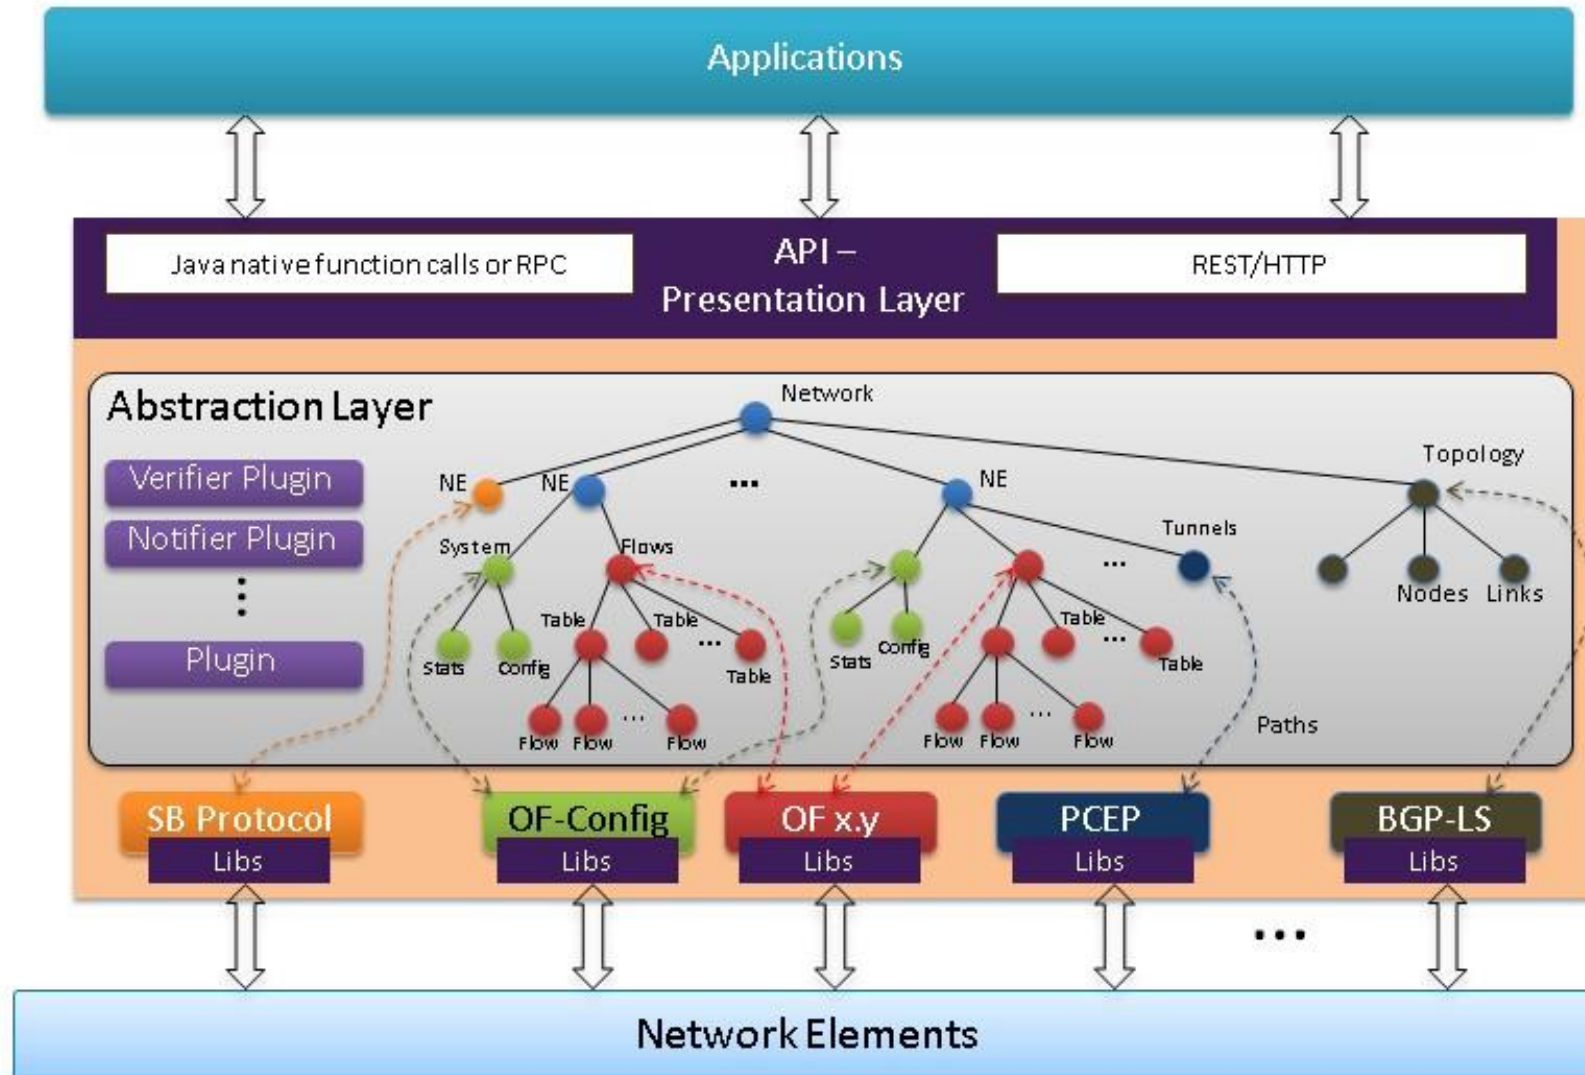 Applications
Java native function calls or RPC
API –
Presentation Layer
REST/HTTP
Abstraction Layer
Network
Topology
Verifier Plugin
NE
NE
...
NE
Notifier Plugin
System
Flows
Tunnels
...
Nodes
Links
Plugin
Table
Table
...
Table
Stats
Config
Table
...
Table
Stats
Config
Flow
Flow
...
Flow
Flow
Flow
...
Flow
Paths
SB Protocol
OF-Config
OF x.y
PCEP
BGP-LS
Libs
Libs
Libs
Libs
Libs
...
Network Elements